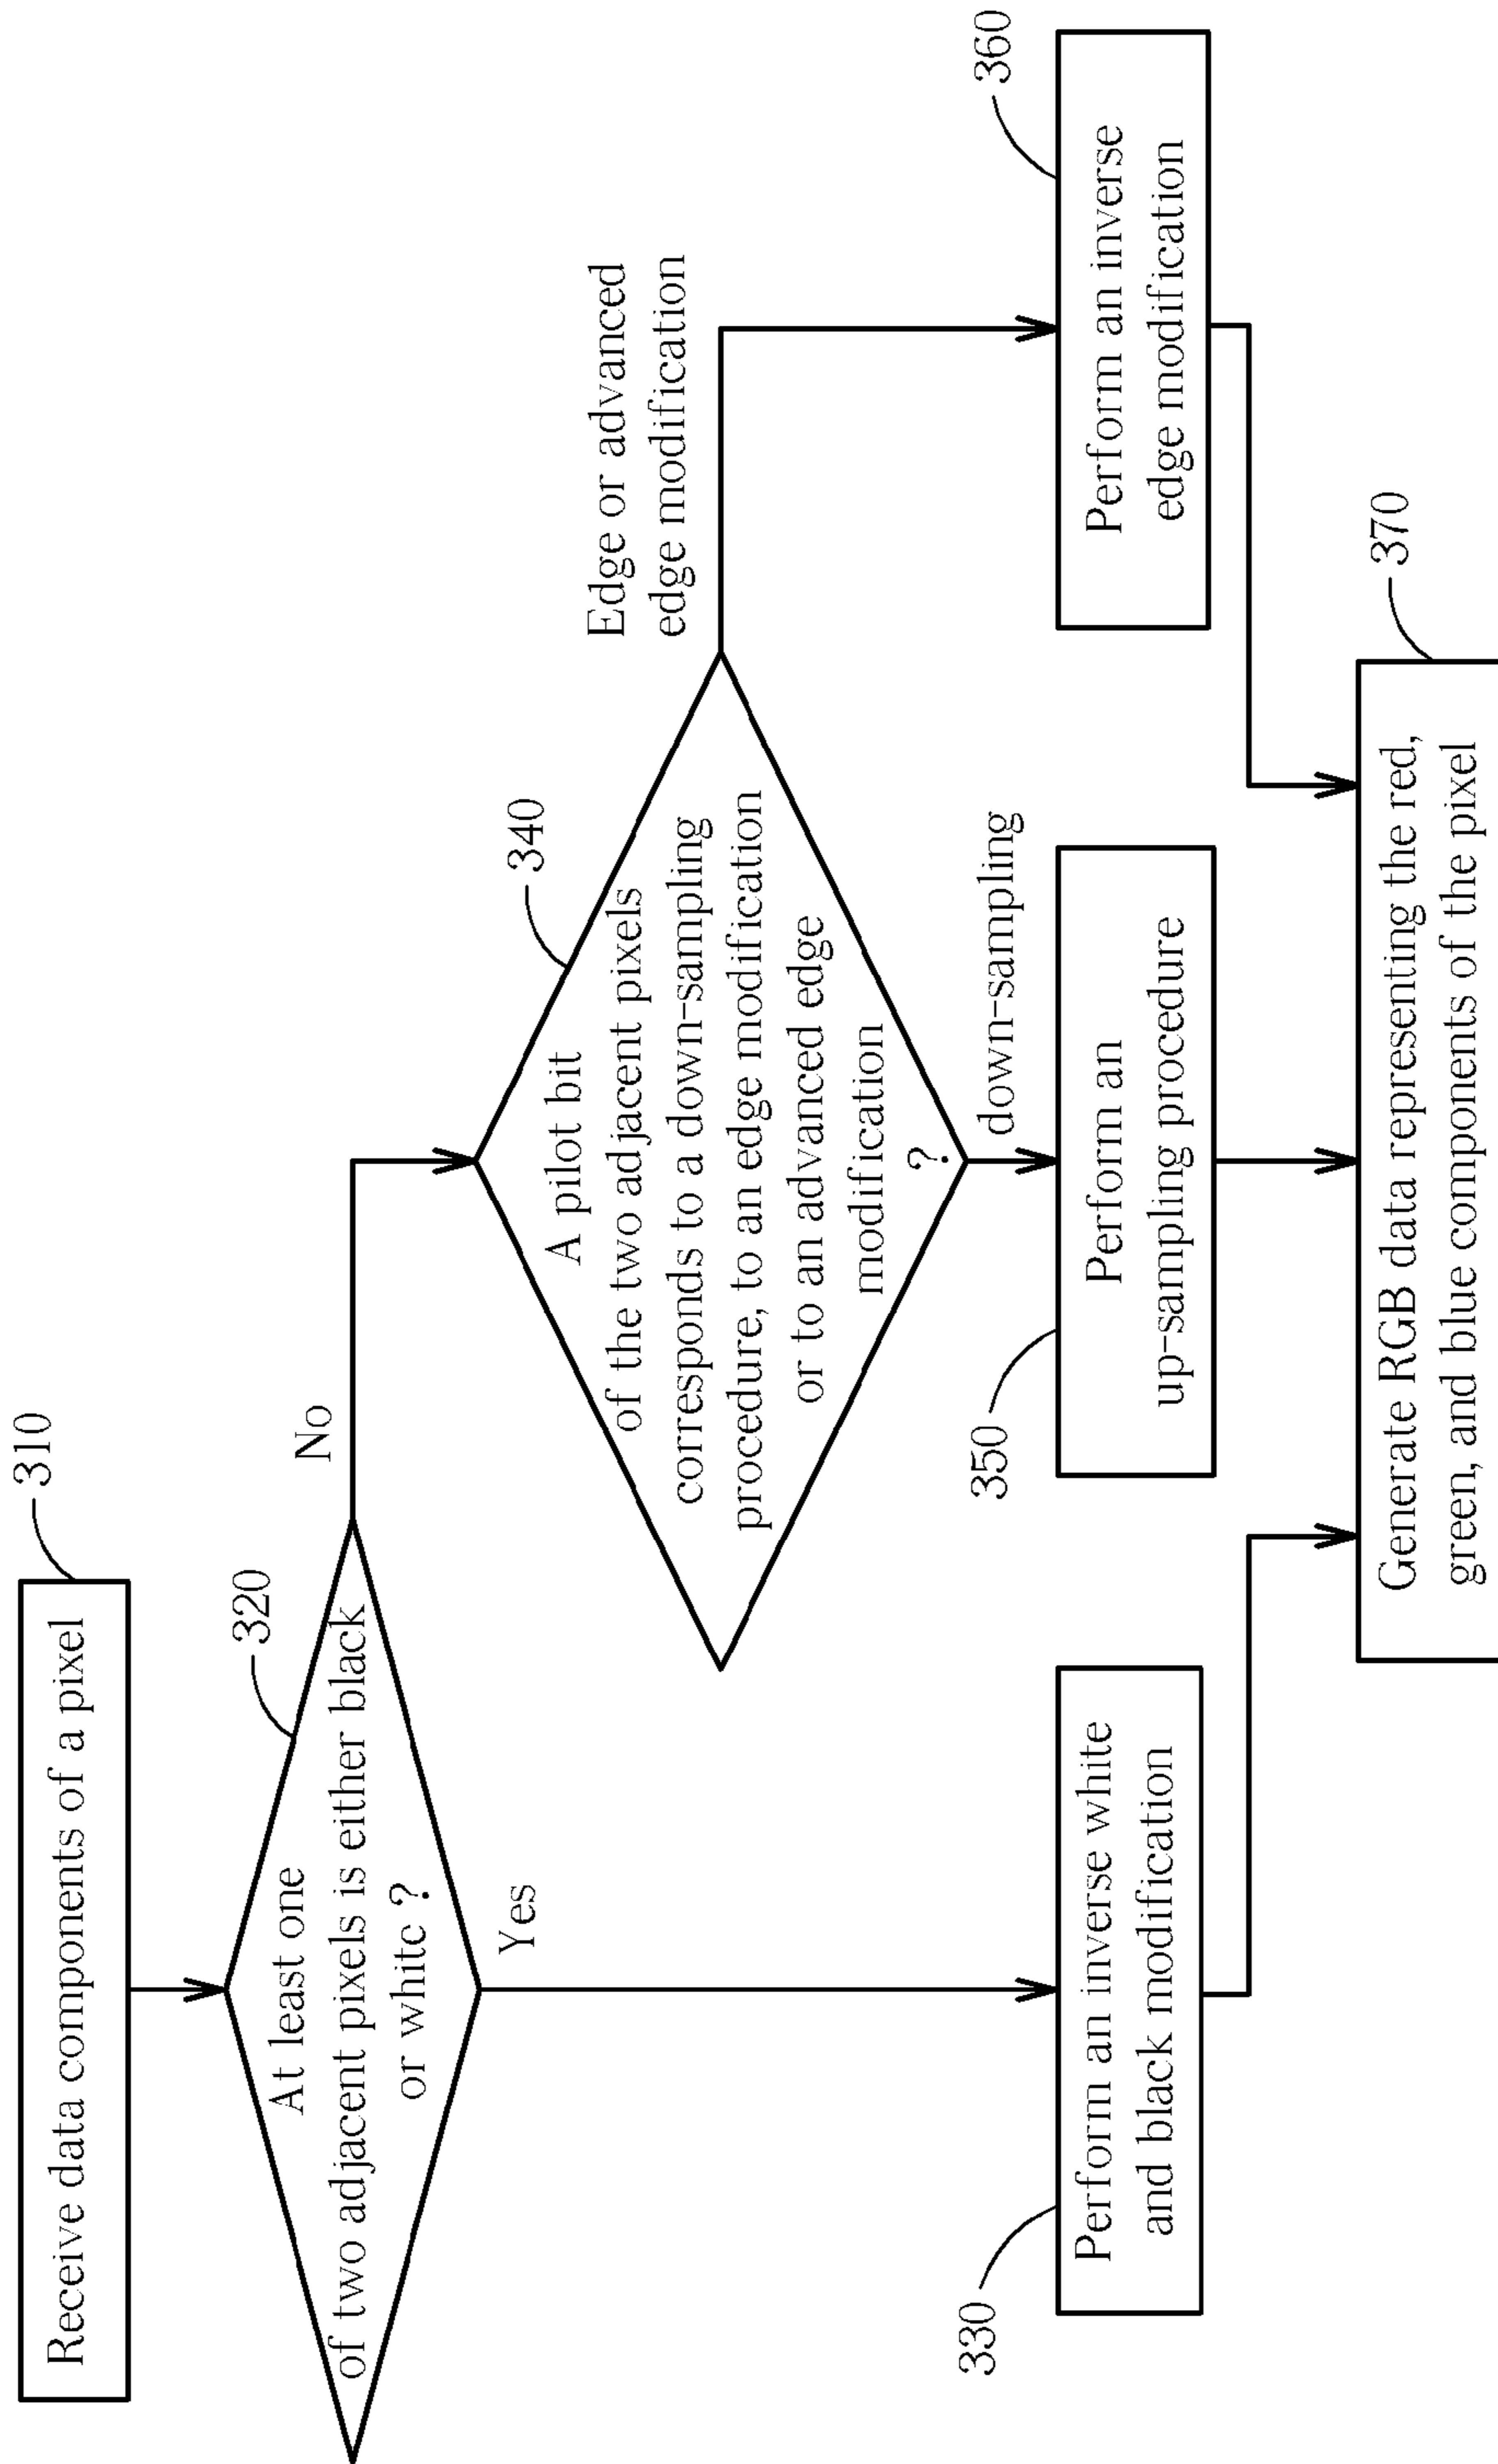 310
Receive data components of a pixel
320
At least one
of two adjacent pixels is either black
or white ?
No
Yes
340
A pilot bit
of the two adjacent pixels
corresponds to a down-sampling
procedure, to an edge modification
or to an advanced edge
modification
?
Edge or advanced
edge modification
down-sampling
330
Perform an inverse white
and black modification
350
Perform an
up-sampling procedure
360
Perform an inverse
edge modification
370
Generate RGB data representing the red,
green, and blue components of the pixel